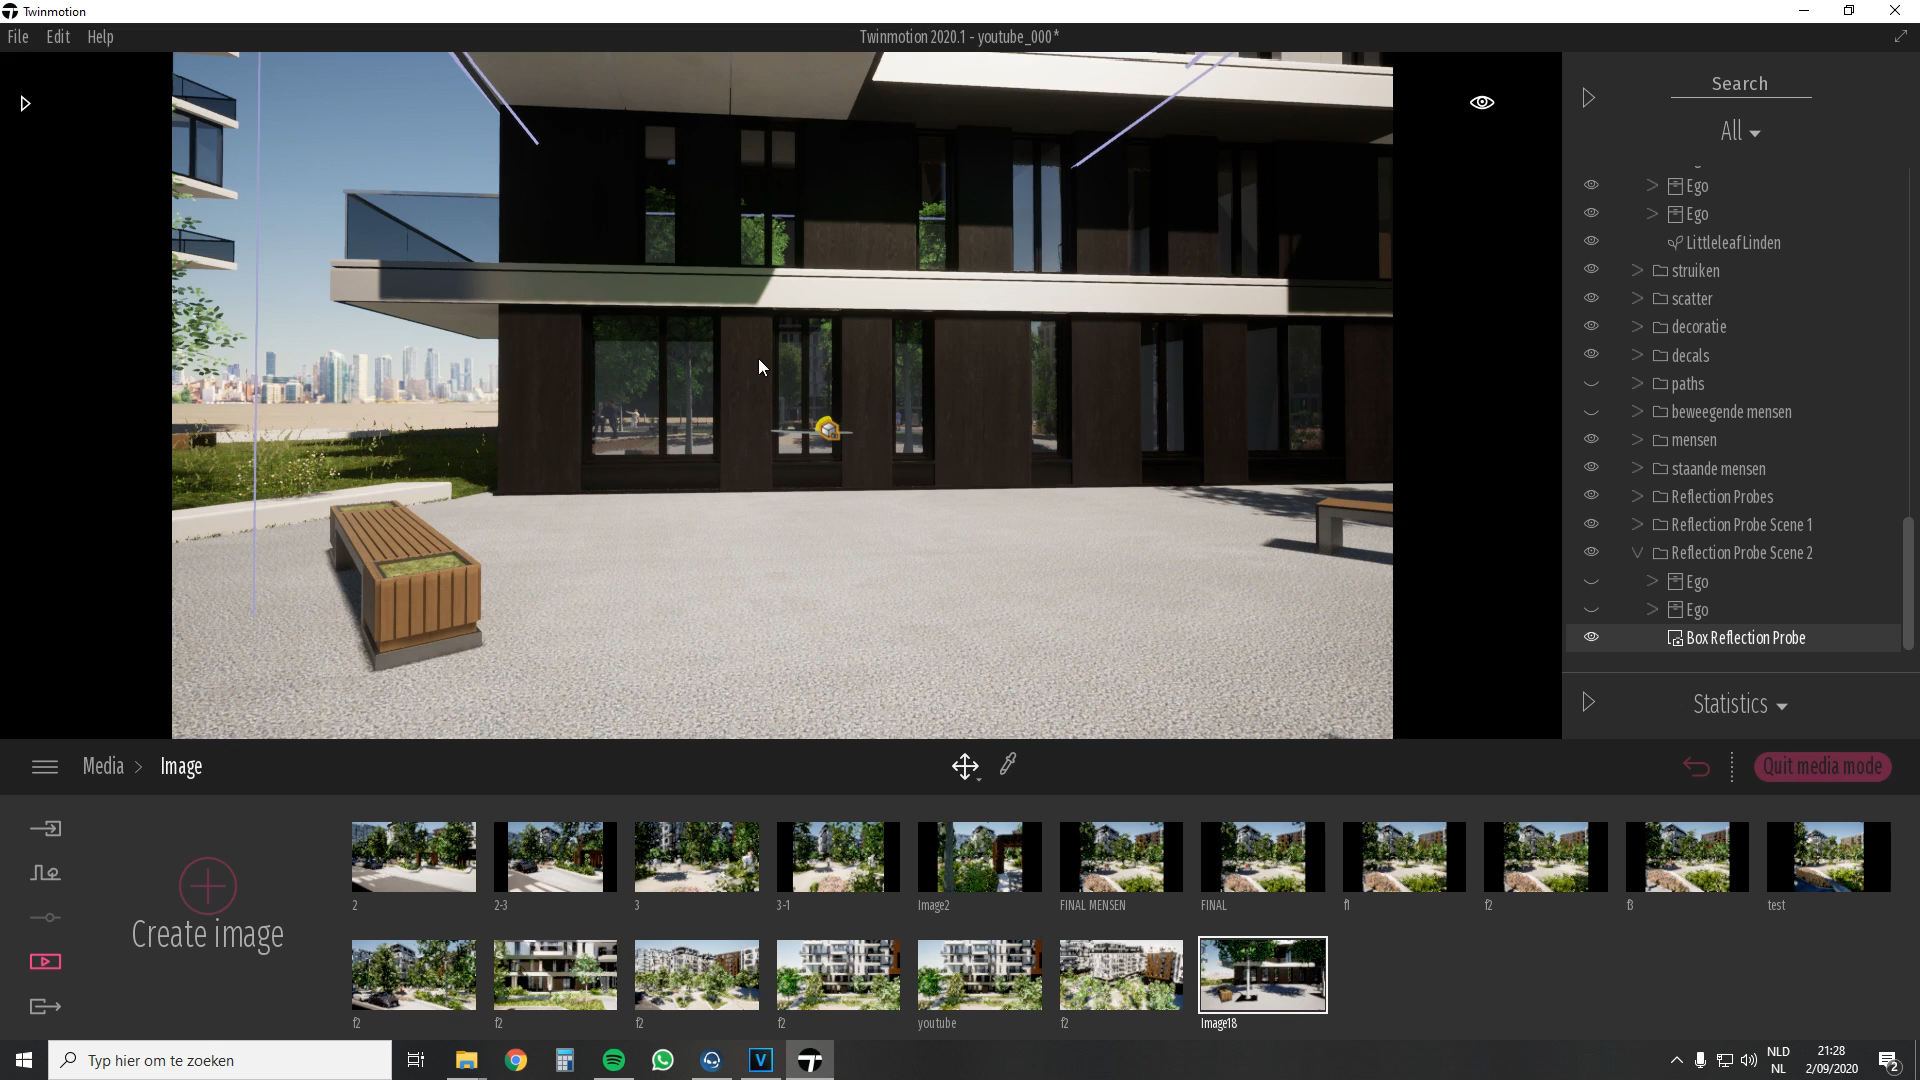 Twinmotion
File Edit Help
Twinmotion 2020.1 - youtube_000*
Search
All
Ego
Ego
LittleleafLinden
struiken
scatter
decoratie
decals
paths
beweegende mensen
mensen
staande mensen
Reflection Probes
Reflection Probe Scene 1
Reflection Probe Scene 2
Ego
Ego
Box Reflection Probe
Statistics
Media > Image
Quit media mode
Create image
2 2-3 3 3-1 Image2 FINAL MENSEN FINAL f1 f2 f3 test
f2 f2 f2 f2 youtube f2 Image18
Typ hier om te zoeken
V
NLD
NL
21:28
2/09/2020
2